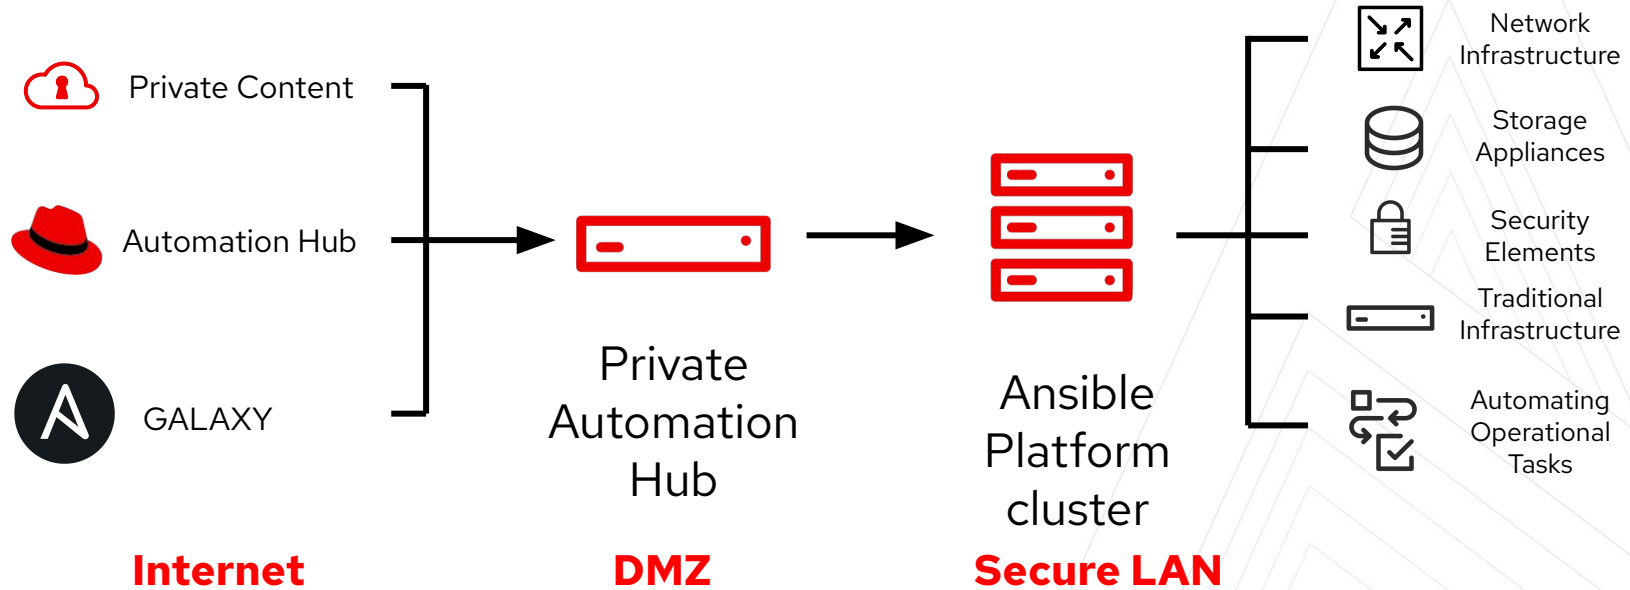 Private Content
Automation Hub
GALAXY
Internet
Private
Automation
Hub
DMZ
Ansible
Platform
cluster
Secure LAN
Network
Infrastructure
Storage
Appliances
Security
Elements
Traditional
Infrastructure
Automating
Operational
Tasks